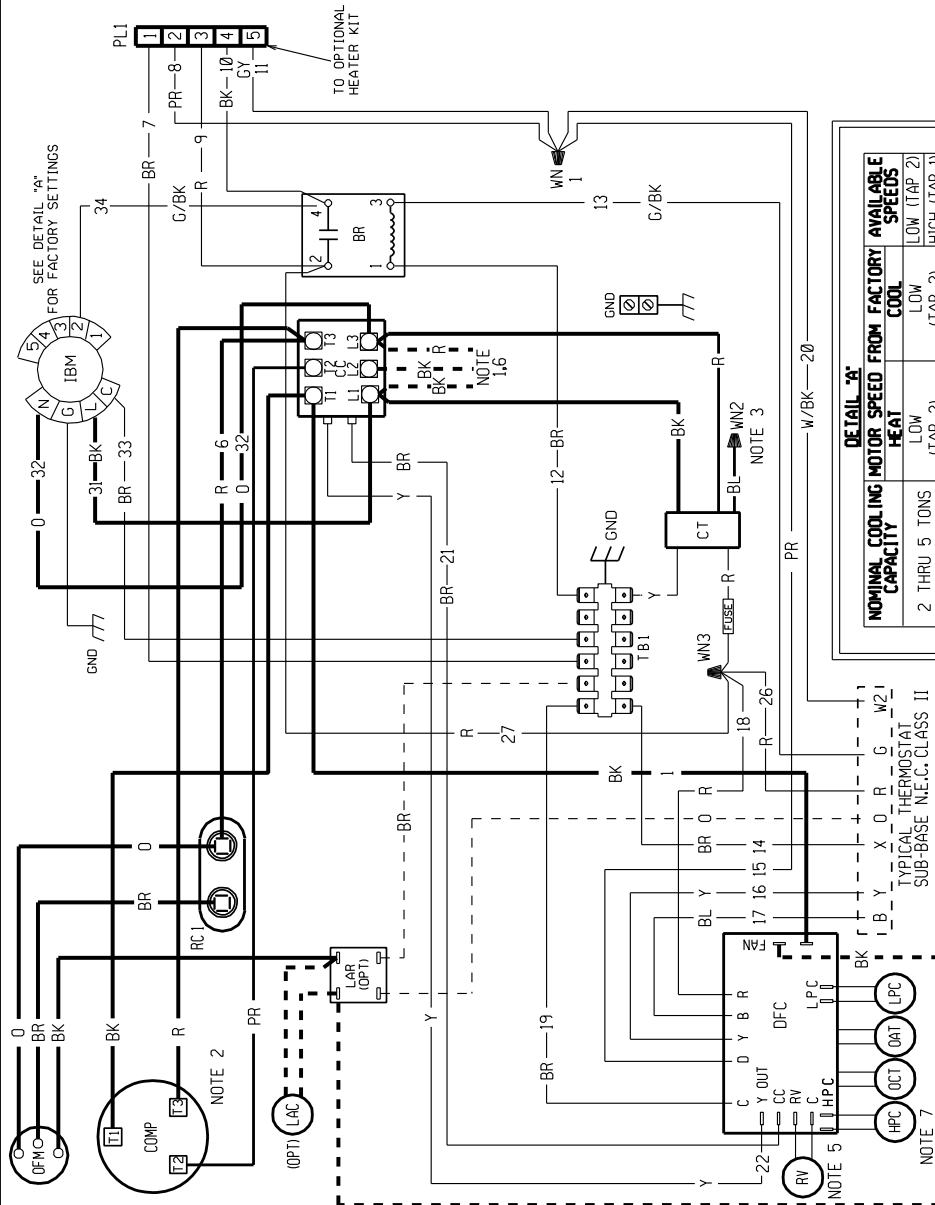 PL1
1
2
3
4
5
TO OPTIONAL
HEATER KIT
BR
7
PR
8
R
9
BK
10
GY
11
SEE DETAIL "A"
FOR FACTORY SETTINGS
34
G/BK
IBM
5
4
3
2
1
N
G
L
C
BR
4
3
2
1
WN
1
13
G/BK
O
32
31
BK
BR
33
R
6
O
32
GND
T3
T2
T1
CC
L3
L2
L1
R
BK
BK
NOTE
1,6
GND
R
BK
BL
WN2
NOTE 3
CT
12
BR
GND
TB1
Y
R
FUSE
WN3
18
R
26
W/BK
20
PR
BR
Y
BR
21
R
27
BK
1
BR
O
BR
RC1
O
BR
BK
OFM
BK
R
PR
T1
T2
T3
COMP
NOTE 2
LAR
(OPT)
(OPT) LAC
Y
BR
19
R
O
BR
14
15
Y
16
BL
17
FAN
BK
C
D
Y
B
R
DFC
Y OUT
CC
RV
C
HPC
LPC
22
Y
RV
NOTE 5
HPC
OCT
OAT
LPC
NOTE 7
B
Y
X
O
R
G
W2
TYPICAL THERMOSTAT
SUB-BASE N.E.C. CLASS II
DETAIL "A"
NOMINAL COOLING
CAPACITY
MOTOR SPEED FROM FACTORY
HEAT
COOL
AVAILABLE
SPEEDS
2 THRU 5 TONS
LOW
(TAP 2)
LOW
(TAP 2)
LOW (TAP 2)
HIGH (TAP 1)